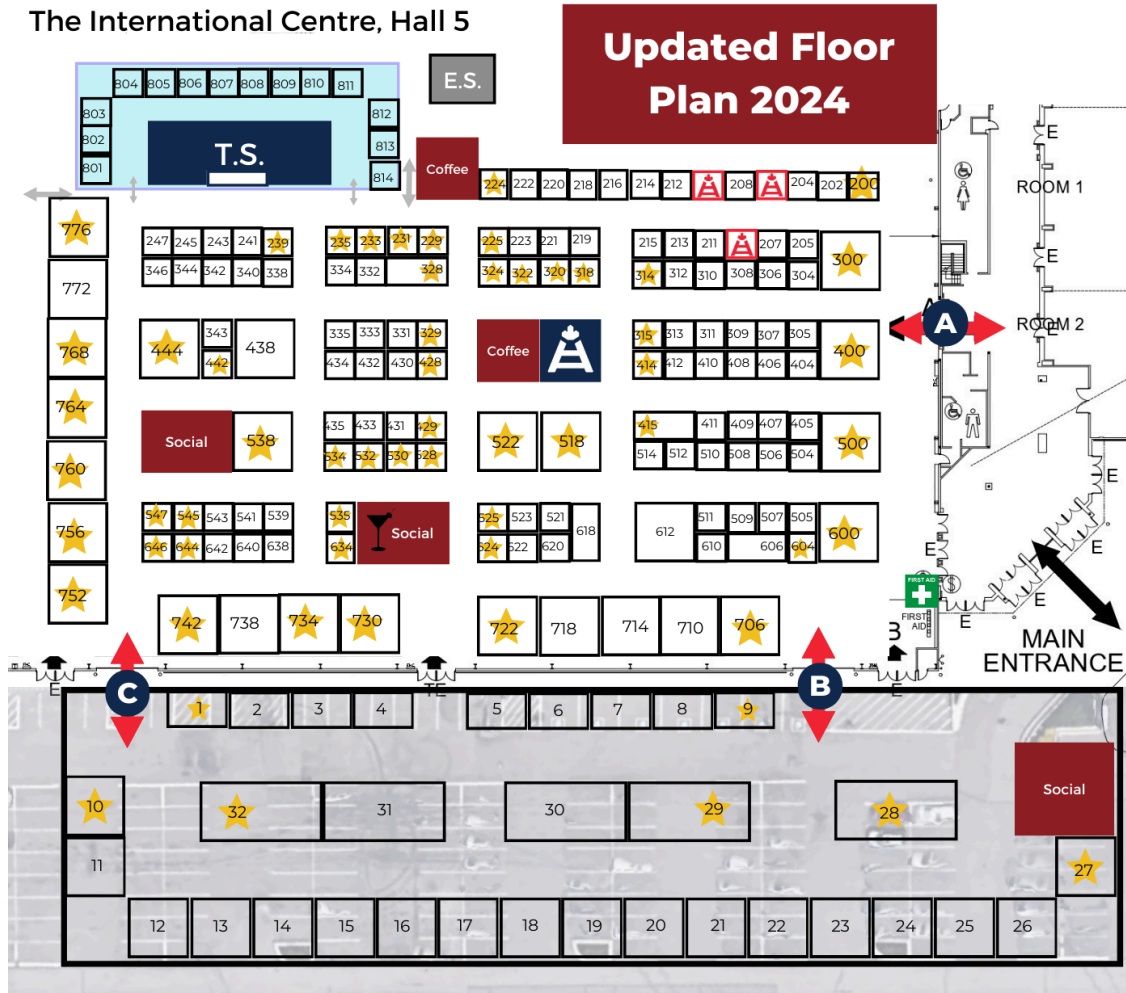 The International Centre, Hall 5
Updated Floor
Plan 2024
E.S.
804 805 806 807 808 809 810 811
803 812
802 813
801 814
T.S.
Coffee
224 222 220 218 216 214 212 208 204 202 200
E
ROOM 1
E
776
247 245 243 241 239 235 233 231 229 225 223 221 219 215 213 211 207 205
346 344 342 340 338 334 332 328 324 322 320 318 314 312 310 308 306 304
300
772
A
ROOM 2
E
768
444 343 438 335 333 331 329 Coffee 315 313 311 309 307 305
442 434 432 430 428 414 412 410 408 406 404
400
764
Social 538 435 433 431 429 522 518 415 411 409 407 405
534 532 530 528 514 512 510 508 506 504
500
760
E
E
756
547 545 543 541 539 535 Social 525 523 521 618 612 511 509 507 505
646 644 642 640 638 634 624 622 620 610 606 604
600
E
E
752
FIRST AID
$
FIRST
AID
E
742 738 734 730 722 718 714 710 706
B
MAIN
ENTRANCE
E C TE B E
1 2 3 4 5 6 7 8 9
Social
10 32 31 30 29 28
11 27
12 13 14 15 16 17 18 19 20 21 22 23 24 25 26